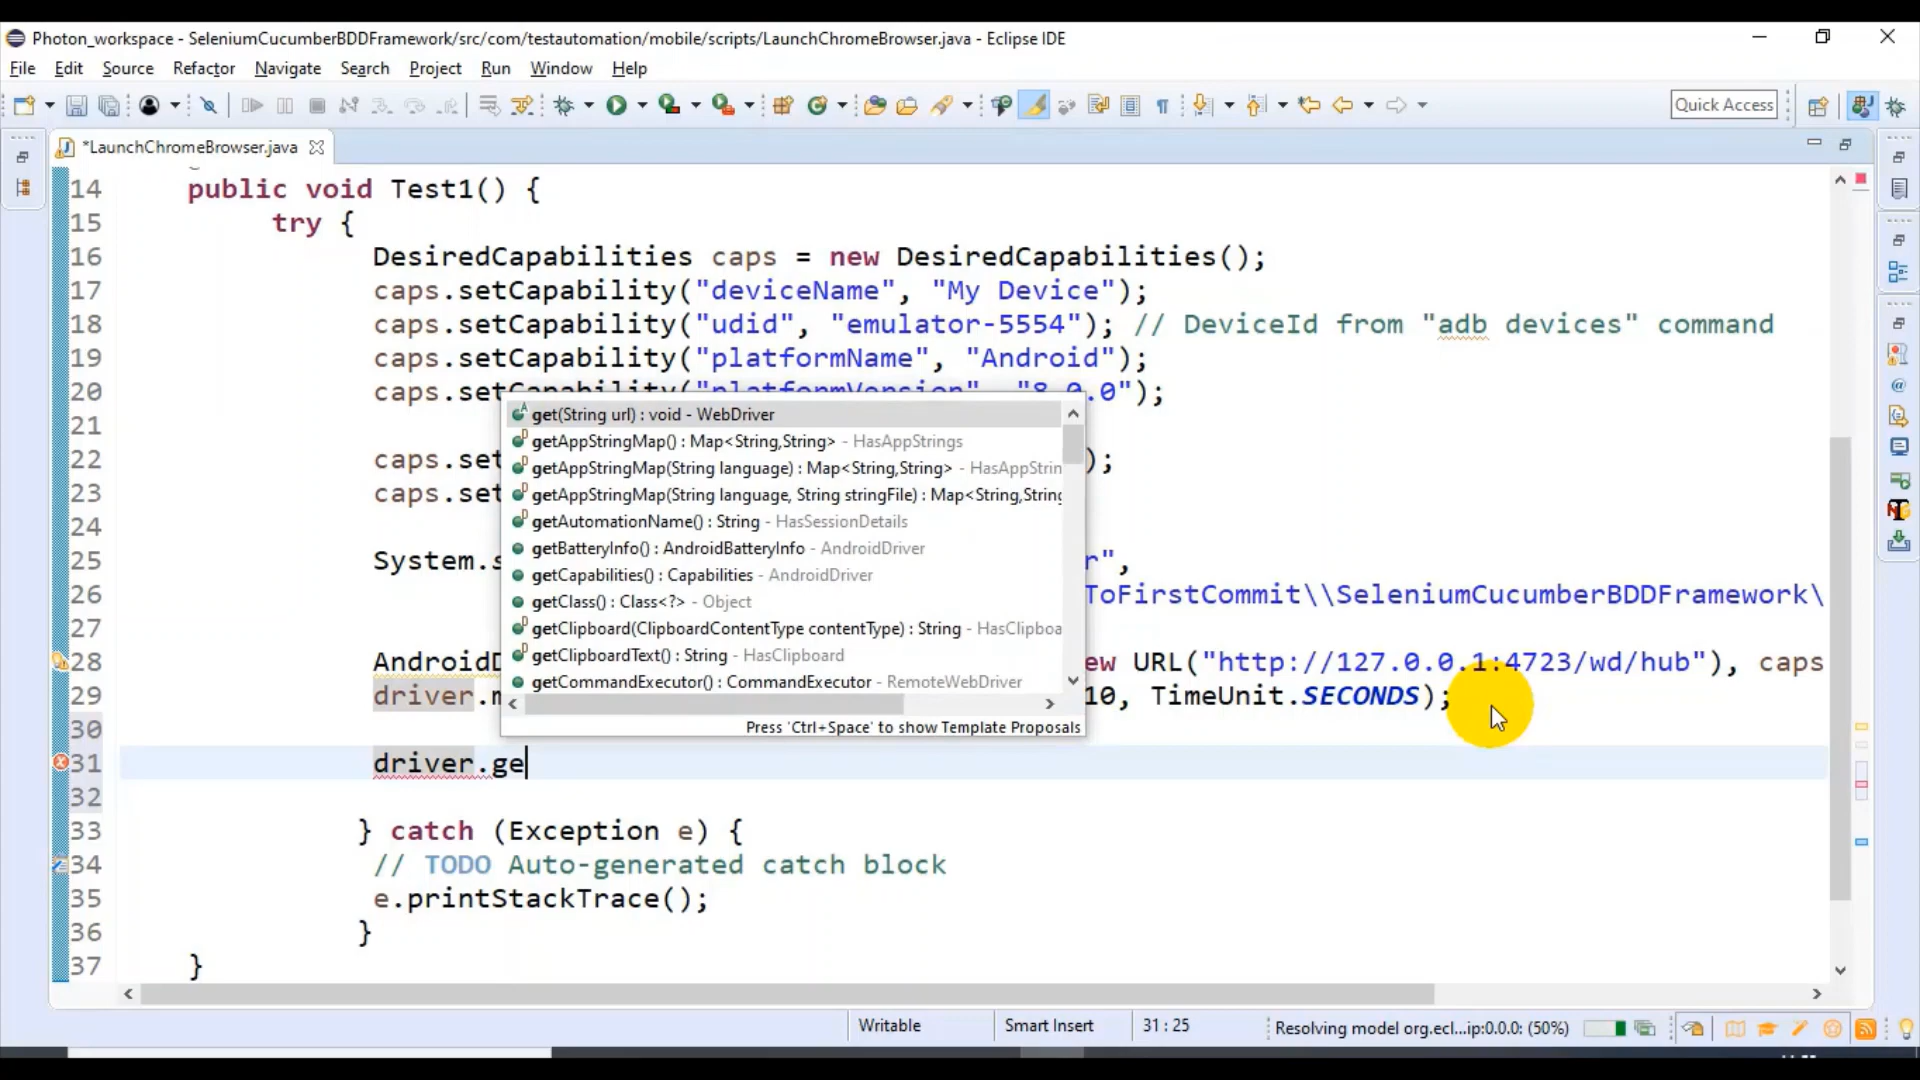 Photon_workspace - SeleniumCucumberBDDFramework/src/com/testautomation/mobile/scripts/LaunchChromeBrowser.java - Eclipse IDE
File Edit Source Refactor Navigate Search Project Run Window Help
Quick Access
*LaunchChromeBrowser.java
14 public void Test1() {
15 try {
16 DesiredCapabilities caps = new DesiredCapabilities();
17 caps.setCapability("deviceName", "My Device");
18 caps.setCapability("udid", "emulator-5554"); // DeviceId from "adb devices" command
19 caps.setCapability("platformName", "Android");
20 caps.setCapability("platformVersion", "8.0.0");
get(String url) : void - WebDriver
21
getAppStringMap() : Map<String,String> - HasAppStrings
22 caps.set );
getAppStringMap(String language) : Map<String,String> - HasAppStrin
23 caps.set
getAppStringMap(String language, String stringFile) : Map<String,String
24
getAutomationName() : String - HasSessionDetails
getBatteryInfo() : AndroidBatteryInfo - AndroidDriver
25 System.s r",
getCapabilities() : Capabilities - AndroidDriver
26 ToFirstCommit\\SeleniumCucumberBDDFramework\
getClass() : Class<?> - Object
27
getClipboard(ClipboardContentType contentType) : String - HasClipboa
getClipboardText() : String - HasClipboard
28 AndroidD ew URL("http://127.0.0.1:4723/wd/hub"), caps
getCommandExecutor() : CommandExecutor - RemoteWebDriver
29 driver.m 10, TimeUnit.SECONDS);
30
Press 'Ctrl+Space' to show Template Proposals
31 driver.ge
32
33 } catch (Exception e) {
34 // TODO Auto-generated catch block
35 e.printStackTrace();
36 }
37 }
Writable Smart Insert 31 : 25 Resolving model org.ecl...ip:0.0.0: (50%)